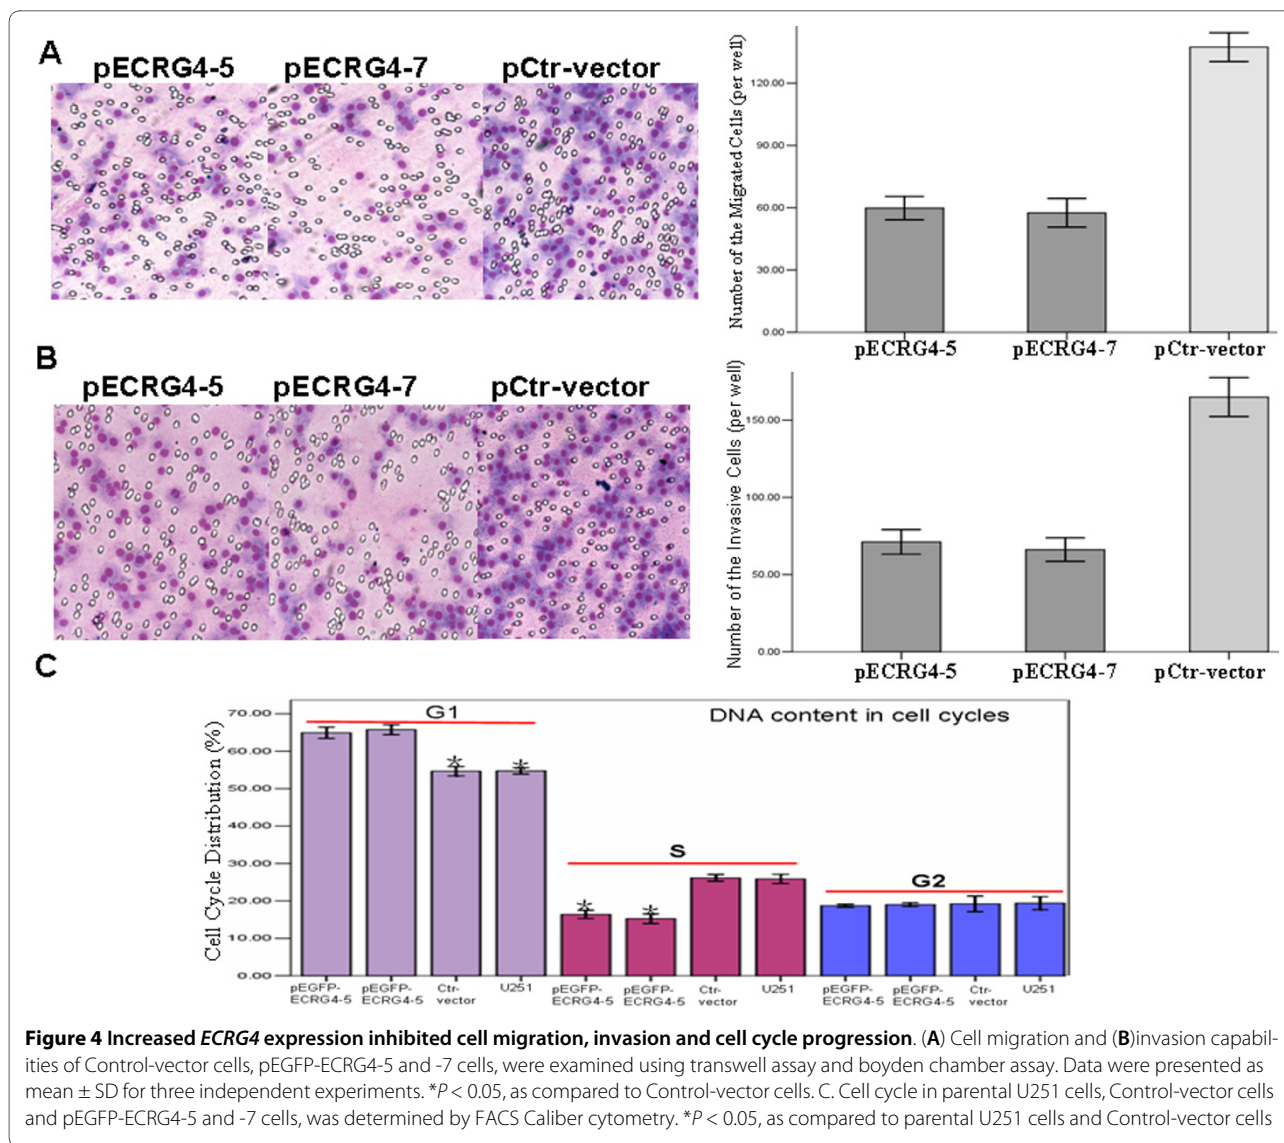 A
pECRG4-5 pECRG4-7 pCtr-vector
Number of the Migrated Cells (per well)
120.00
90.00
60.00
30.00
0.00
pECRG4-5 pECRG4-7 pCtr-vector
B
pECRG4-5 pECRG4-7 pCtr-vector
Number of the Invasive Cells (per well)
150.00
100.00
50.00
0.00
pECRG4-5 pECRG4-7 pCtr-vector
C
Cell Cycle Distribution (%)
70.00
60.00
50.00
40.00
30.00
20.00
10.00
0.00
G1
DNA content in cell cycles
* *
S
* *
G2
pEGFP- pEGFP- Ctr- U251 pEGFP- pEGFP- Ctr- U251 pEGFP- pEGFP- Ctr- U251
ECRG4-5 ECRG4-5 vector ECRG4-5 ECRG4-5 vector ECRG4-5 ECRG4-5 vector
Figure 4 Increased ECRG4 expression inhibited cell migration, invasion and cell cycle progression. (A) Cell migration and (B)invasion capabil-
ities of Control-vector cells, pEGFP-ECRG4-5 and -7 cells, were examined using transwell assay and boyden chamber assay. Data were presented as
mean ± SD for three independent experiments. *P < 0.05, as compared to Control-vector cells. C. Cell cycle in parental U251 cells, Control-vector cells
and pEGFP-ECRG4-5 and -7 cells, was determined by FACS Caliber cytometry. *P < 0.05, as compared to parental U251 cells and Control-vector cells